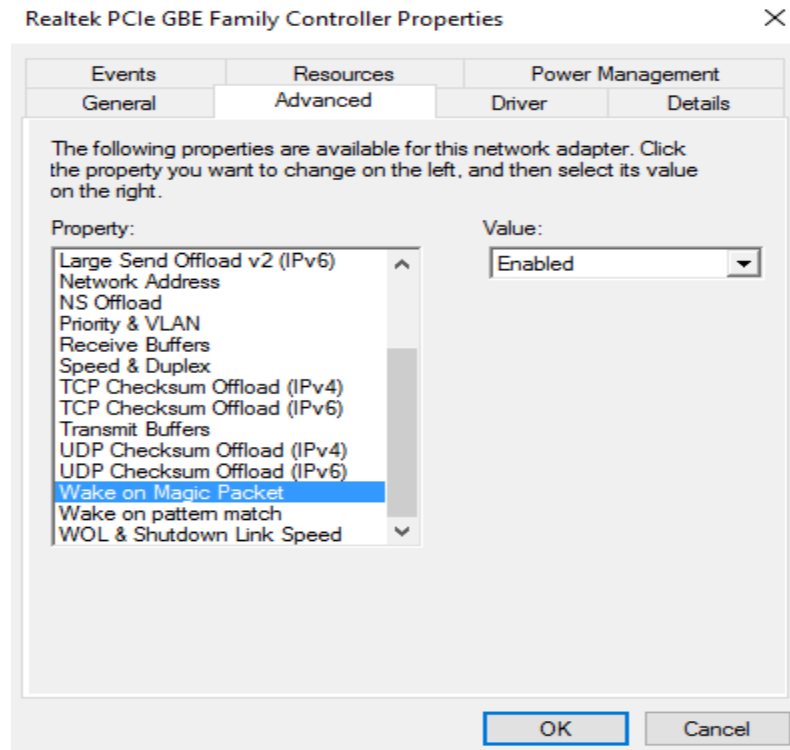 Realtek PCIe GBE Family Controller Properties
Events
Resources
Power Management
General
Advanced
Driver
Details
The following properties are available for this network adapter. Click
the property you want to change on the left, and then select its value
on the right.
Property:
Value:
Large Send Offload v2 (IPv6)
Network Address
NS Offload
Priority & VLAN
Receive Buffers
Speed & Duplex
TCP Checksum Offload (IPv4)
TCP Checksum Offload (IPv6)
Transmit Buffers
UDP Checksum Offload (IPv4)
UDP Checksum Offload (IPv6)
Wake on Magic Packet
Wake on pattern match
WOL & Shutdown Link Speed
Enabled
OK
Cancel